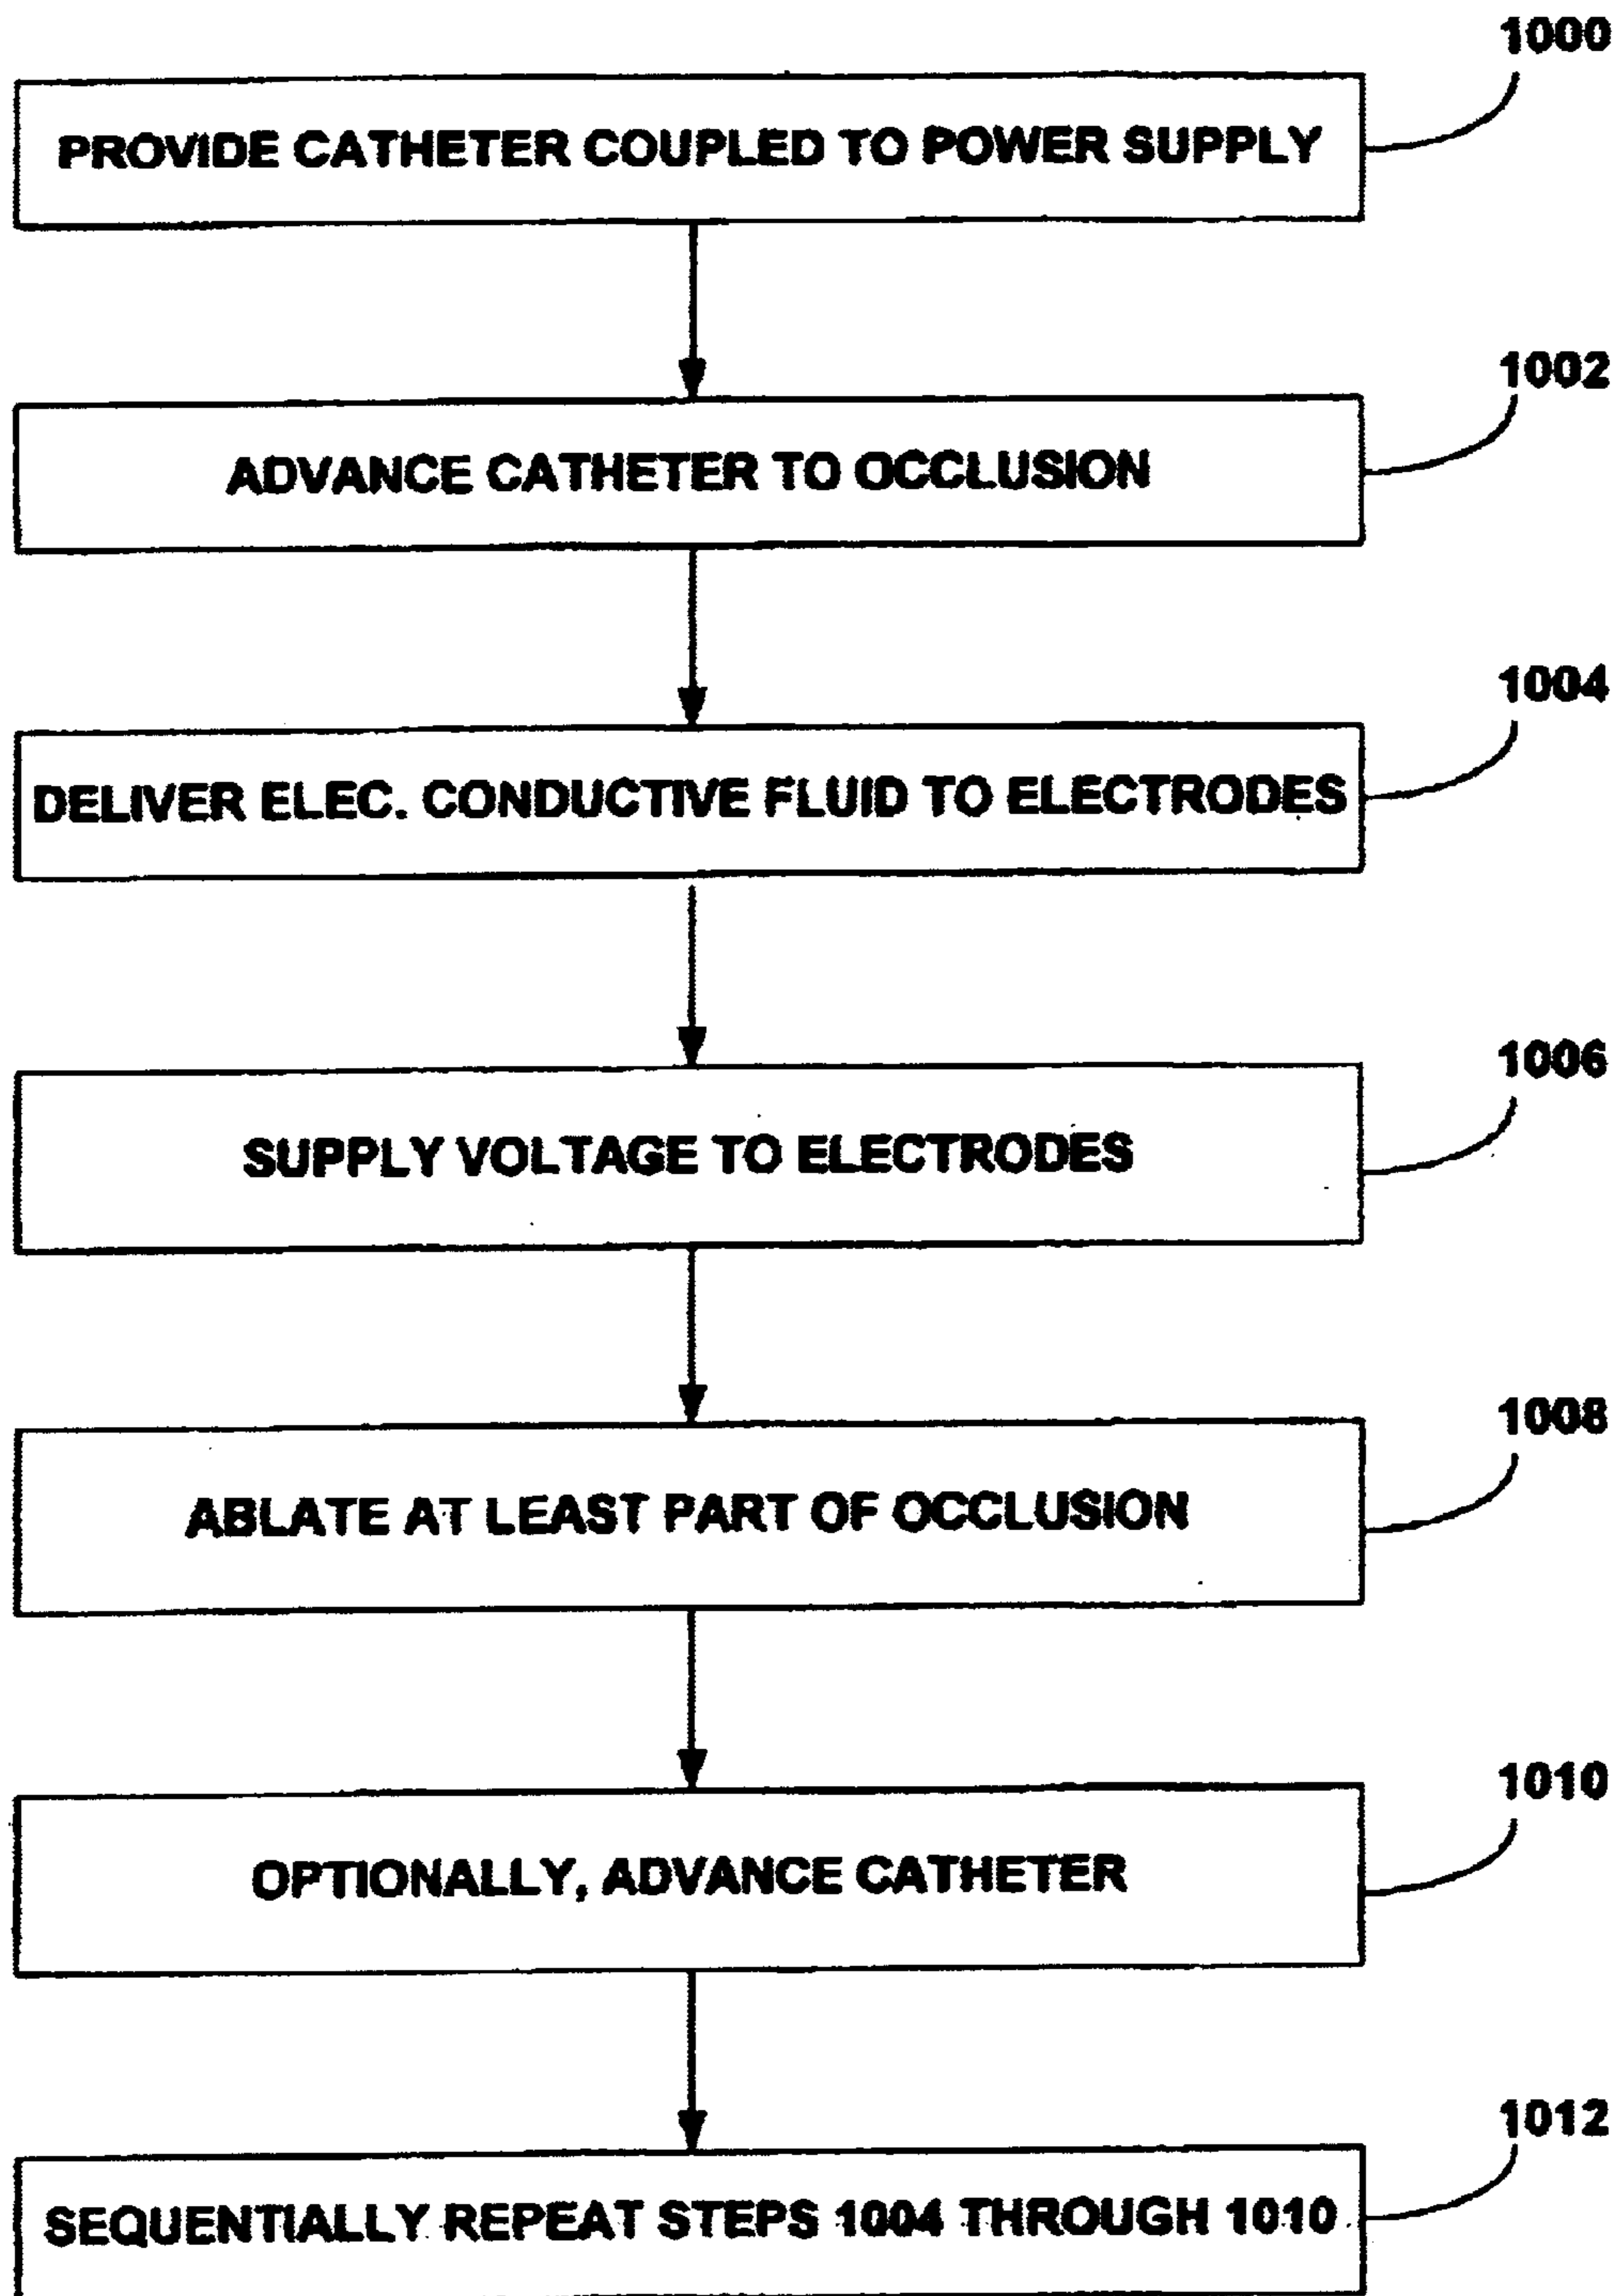 1000
PROVIDE CATHETER COUPLED TO POWER SUPPLY
1002
ADVANCE CATHETER TO OCCLUSION
1004
DELIVER ELEC. CONDUCTIVE FLUID TO ELECTRODES
1006
SUPPLY VOLTAGE TO ELECTRODES
1008
ABLATE AT LEAST PART OF OCCLUSION
1010
OPTIONALLY, ADVANCE CATHETER
1012
SEQUENTIALLY REPEAT STEPS 1004 THROUGH 1010